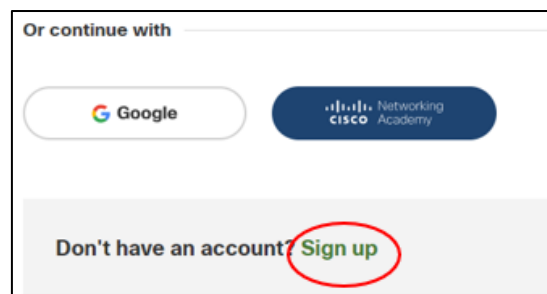 Or continue with
Google
Networking
CISCO Academy
Don't have an account? Sign up